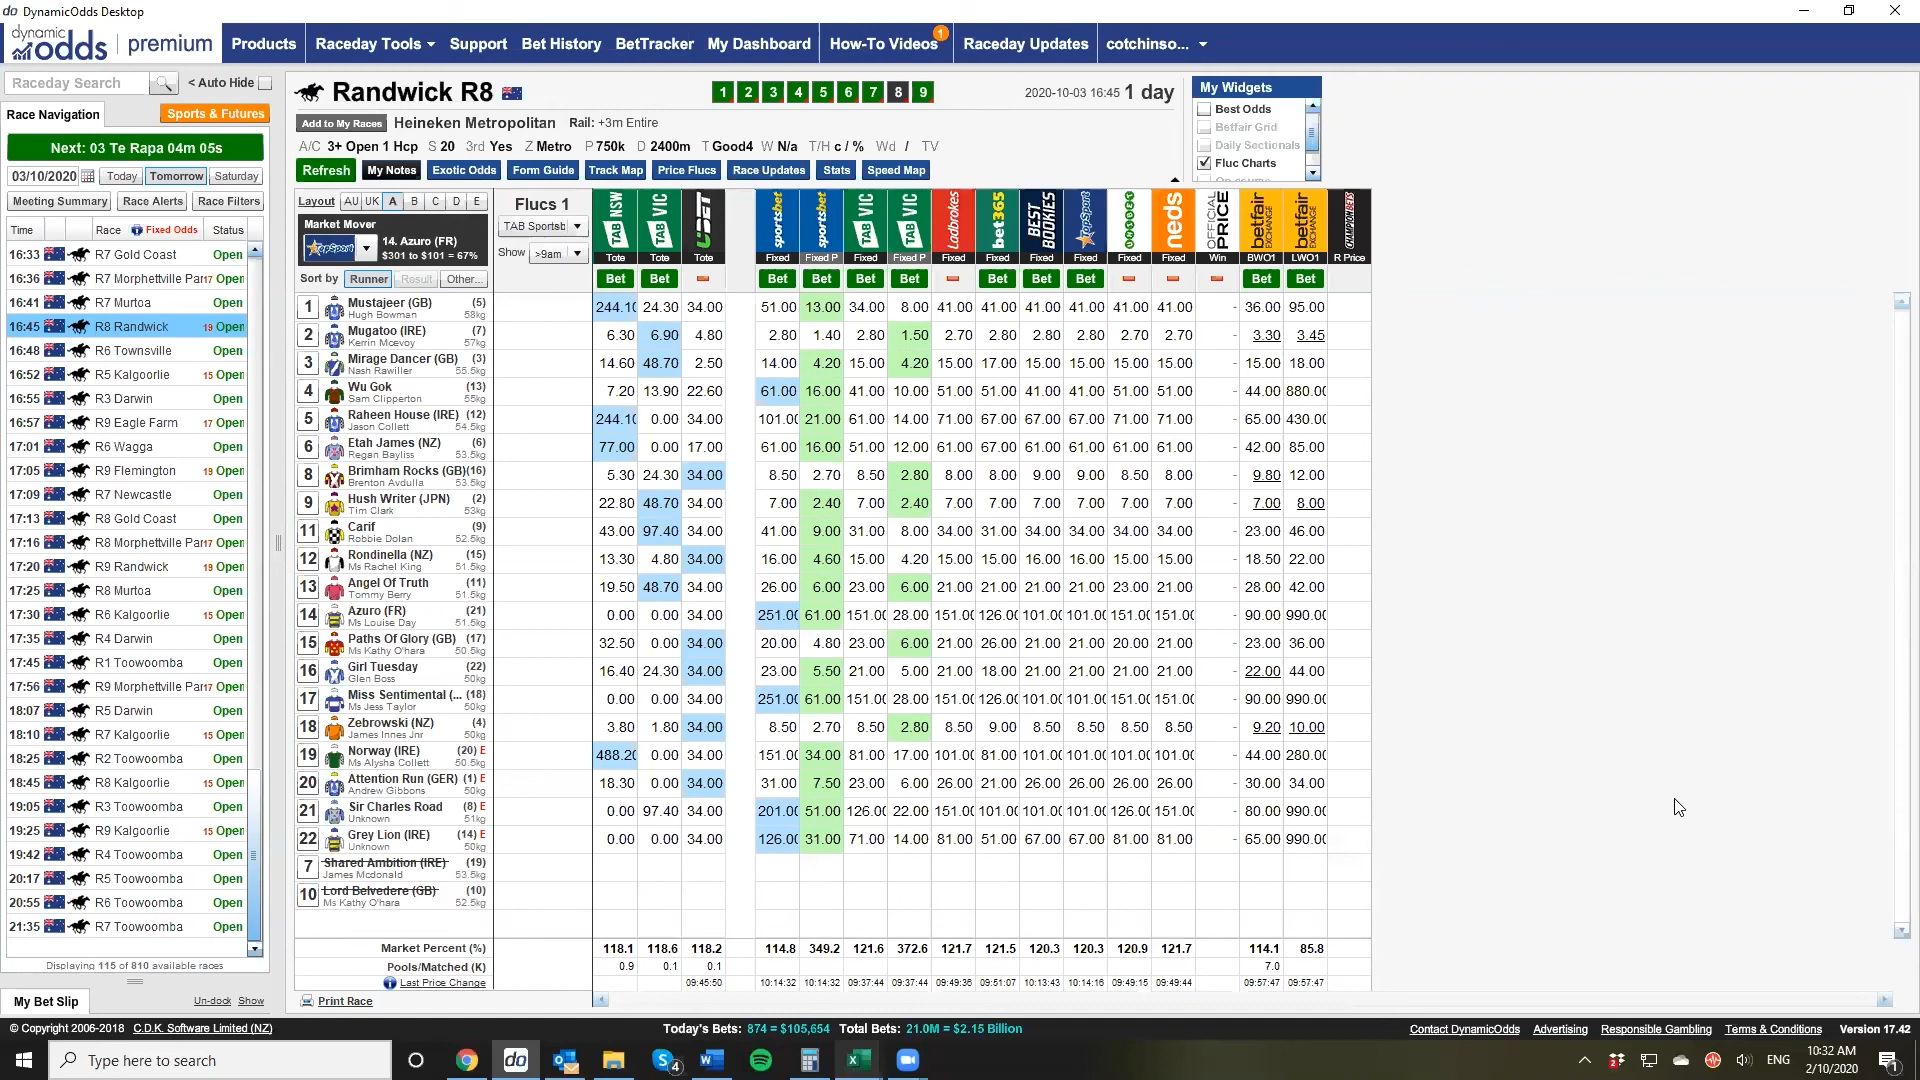 do DynamicOdds Desktop
dynamic odds premium
Products Raceday Tools Support Bet History BetTracker My Dashboard How-To Videos 1 Raceday Updates cotchinso...
Raceday Search < Auto Hide
Race Navigation Sports & Futures
Next: 03 Te Rapa 04m 05s
03/10/2020 Today Tomorrow Saturday
Meeting Summary Race Alerts Race Filters
Time Race Fixed Odds Status
16:33 R7 Gold Coast Open
16:36 R7 Morphettville Par 17 Open
16:41 R7 Murtoa Open
16:45 R8 Randwick 19 Open
16:48 R6 Townsville Open
16:52 R5 Kalgoorlie 15 Open
16:55 R3 Darwin Open
16:57 R9 Eagle Farm 17 Open
17:01 R6 Wagga Open
17:05 R9 Flemington 19 Open
17:09 R7 Newcastle Open
17:13 R8 Gold Coast Open
17:16 R8 Morphettville Par 17 Open
17:20 R9 Randwick 19 Open
17:25 R8 Murtoa Open
17:30 R6 Kalgoorlie 15 Open
17:35 R4 Darwin Open
17:45 R1 Toowoomba Open
17:56 R9 Morphettville Par 17 Open
18:07 R5 Darwin Open
18:10 R7 Kalgoorlie 15 Open
18:25 R2 Toowoomba Open
18:45 R8 Kalgoorlie 15 Open
19:05 R3 Toowoomba Open
19:25 R9 Kalgoorlie 15 Open
19:42 R4 Toowoomba Open
20:17 R5 Toowoomba Open
20:55 R6 Toowoomba Open
21:35 R7 Toowoomba Open
Displaying 115 of 810 available races
My Bet Slip Un-dock Show
Randwick R8 1 2 3 4 5 6 7 8 9 2020-10-03 16:45 1 day
Add to My Races Heineken Metropolitan Rail: +3m Entire
A/C 3+ Open 1 Hcp S 20 3rd Yes Z Metro P 750k D 2400m T Good4 W N/a T/H c / % Wd / TV
Refresh My Notes Exotic Odds Form Guide Track Map Price Flucs Race Updates Stats Speed Map
My Widgets
Best Odds
Betfair Grid
Daily Sectionals
Fluc Charts
Layout AU UK A B C D E
Market Mover
TopSport 14. Azuro (FR)
$301 to $101 = 67%
Sort by Runner Result Other...
Flucs 1
TAB Sportsb
Show >9am
TAB NSW TAB VIC UBET sportsbet sportsbet TAB VIC TAB VIC Ladbrokes bet365 BEST BOOKIES TopSport UNIBET neds OFFICIAL PRICE betfair EXCHANGE betfair EXCHANGE CHAMPIONBETS
Tote Tote Tote Fixed Fixed P Fixed Fixed P Fixed Fixed Fixed Fixed Fixed Fixed Win BWO1 LWO1 R Price
Bet Bet Bet Bet Bet Bet Bet Bet Bet Bet Bet
1 Mustajeer (GB) (5) 244.10 24.30 34.00 51.00 13.00 34.00 8.00 41.00 41.00 41.00 41.00 41.00 41.00 - 36.00 95.00
Hugh Bowman 58kg
2 Mugatoo (IRE) (7) 6.30 6.90 4.80 2.80 1.40 2.80 1.50 2.70 2.80 2.80 2.80 2.70 2.70 - 3.30 3.45
Kerrin Mcevoy 57kg
3 Mirage Dancer (GB) (3) 14.60 48.70 2.50 14.00 4.20 15.00 4.20 15.00 17.00 15.00 15.00 15.00 15.00 - 15.00 18.00
Nash Rawiller 55.5kg
4 Wu Gok (13) 7.20 13.90 22.60 61.00 16.00 41.00 10.00 51.00 51.00 41.00 41.00 51.00 51.00 - 44.00 880.00
Sam Clipperton 55kg
5 Raheen House (IRE) (12) 244.10 0.00 34.00 101.00 21.00 61.00 14.00 71.00 67.00 67.00 67.00 71.00 71.00 - 65.00 430.00
Jason Collett 54.5kg
6 Etah James (NZ) (6) 77.00 0.00 17.00 61.00 16.00 51.00 12.00 61.00 67.00 61.00 61.00 61.00 61.00 - 42.00 85.00
Regan Bayliss 53.5kg
8 Brimham Rocks (GB) (16) 5.30 24.30 34.00 8.50 2.70 8.50 2.80 8.00 8.00 9.00 9.00 8.50 8.00 - 9.80 12.00
Brenton Avdulla 53.5kg
9 Hush Writer (JPN) (2) 22.80 48.70 34.00 7.00 2.40 7.00 2.40 7.00 7.00 7.00 7.00 7.00 7.00 - 7.00 8.00
Tim Clark 53kg
11 Carif (9) 43.00 97.40 34.00 41.00 9.00 31.00 8.00 34.00 31.00 34.00 34.00 34.00 34.00 - 23.00 46.00
Robbie Dolan 52.5kg
12 Rondinella (NZ) (15) 13.30 4.80 34.00 16.00 4.60 15.00 4.20 15.00 15.00 16.00 16.00 15.00 15.00 - 18.50 22.00
Ms Rachel King 51.5kg
13 Angel Of Truth (11) 19.50 48.70 34.00 26.00 6.00 23.00 6.00 21.00 21.00 21.00 21.00 23.00 21.00 - 28.00 42.00
Tommy Berry 51.5kg
14 Azuro (FR) (21) 0.00 0.00 34.00 251.00 61.00 151.00 28.00 151.00 126.00 101.00 101.00 151.00 151.00 - 90.00 990.00
Ms Louise Day 51.5kg
15 Paths Of Glory (GB) (17) 32.50 0.00 34.00 20.00 4.80 23.00 6.00 21.00 26.00 21.00 21.00 20.00 21.00 - 23.00 36.00
Ms Kathy O'hara 50.5kg
16 Girl Tuesday (22) 16.40 24.30 34.00 23.00 5.50 21.00 5.00 21.00 18.00 21.00 21.00 21.00 21.00 - 22.00 44.00
Glen Boss 50kg
17 Miss Sentimental (... (18) 0.00 0.00 34.00 251.00 61.00 151.00 28.00 151.00 126.00 101.00 101.00 151.00 151.00 - 90.00 990.00
Ms Jess Taylor 50kg
18 Zebrowski (NZ) (4) 3.80 1.80 34.00 8.50 2.70 8.50 2.80 8.50 9.00 8.50 8.50 8.50 8.50 - 9.20 10.00
James Innes Jnr 50kg
19 Norway (IRE) (20) E 488.20 0.00 34.00 151.00 34.00 81.00 17.00 101.00 81.00 101.00 101.00 101.00 101.00 - 44.00 280.00
Ms Alysha Collett 50.5kg
20 Attention Run (GER) (1) E 18.30 0.00 34.00 31.00 7.50 23.00 6.00 26.00 21.00 26.00 26.00 26.00 26.00 - 30.00 34.00
Andrew Gibbons 50kg
21 Sir Charles Road (8) E 0.00 97.40 34.00 201.00 51.00 126.00 22.00 151.00 101.00 101.00 101.00 126.00 151.00 - 80.00 990.00
Unknown 51kg
22 Grey Lion (IRE) (14) E 0.00 0.00 34.00 126.00 31.00 71.00 14.00 81.00 51.00 67.00 67.00 81.00 81.00 - 65.00 990.00
Unknown 50kg
7 Shared Ambition (IRE) (19)
James Mcdonald 53.5kg
10 Lord Belvedere (GB) (10)
Ms Kathy O'hara 52.5kg
Market Percent (%) 118.1 118.6 118.2 114.8 349.2 121.6 372.6 121.7 121.5 120.3 120.3 120.9 121.7 114.1 85.8
Pools/Matched (K) 0.9 0.1 0.1 7.0
Last Price Change 09:45:50 10:14:32 10:14:32 09:37:44 09:37:44 09:49:36 09:51:07 10:13:43 10:14:16 09:49:15 09:49:44 09:57:47 09:57:47
Print Race
© Copyright 2006-2018 C.D.K. Software Limited (NZ) Today's Bets: 874 = $105,654 Total Bets: 21.0M = $2.15 Billion Contact DynamicOdds Advertising Responsible Gambling Terms & Conditions Version 17.42
Type here to search
do
4
2
ENG
10:32 AM
2/10/2020
1